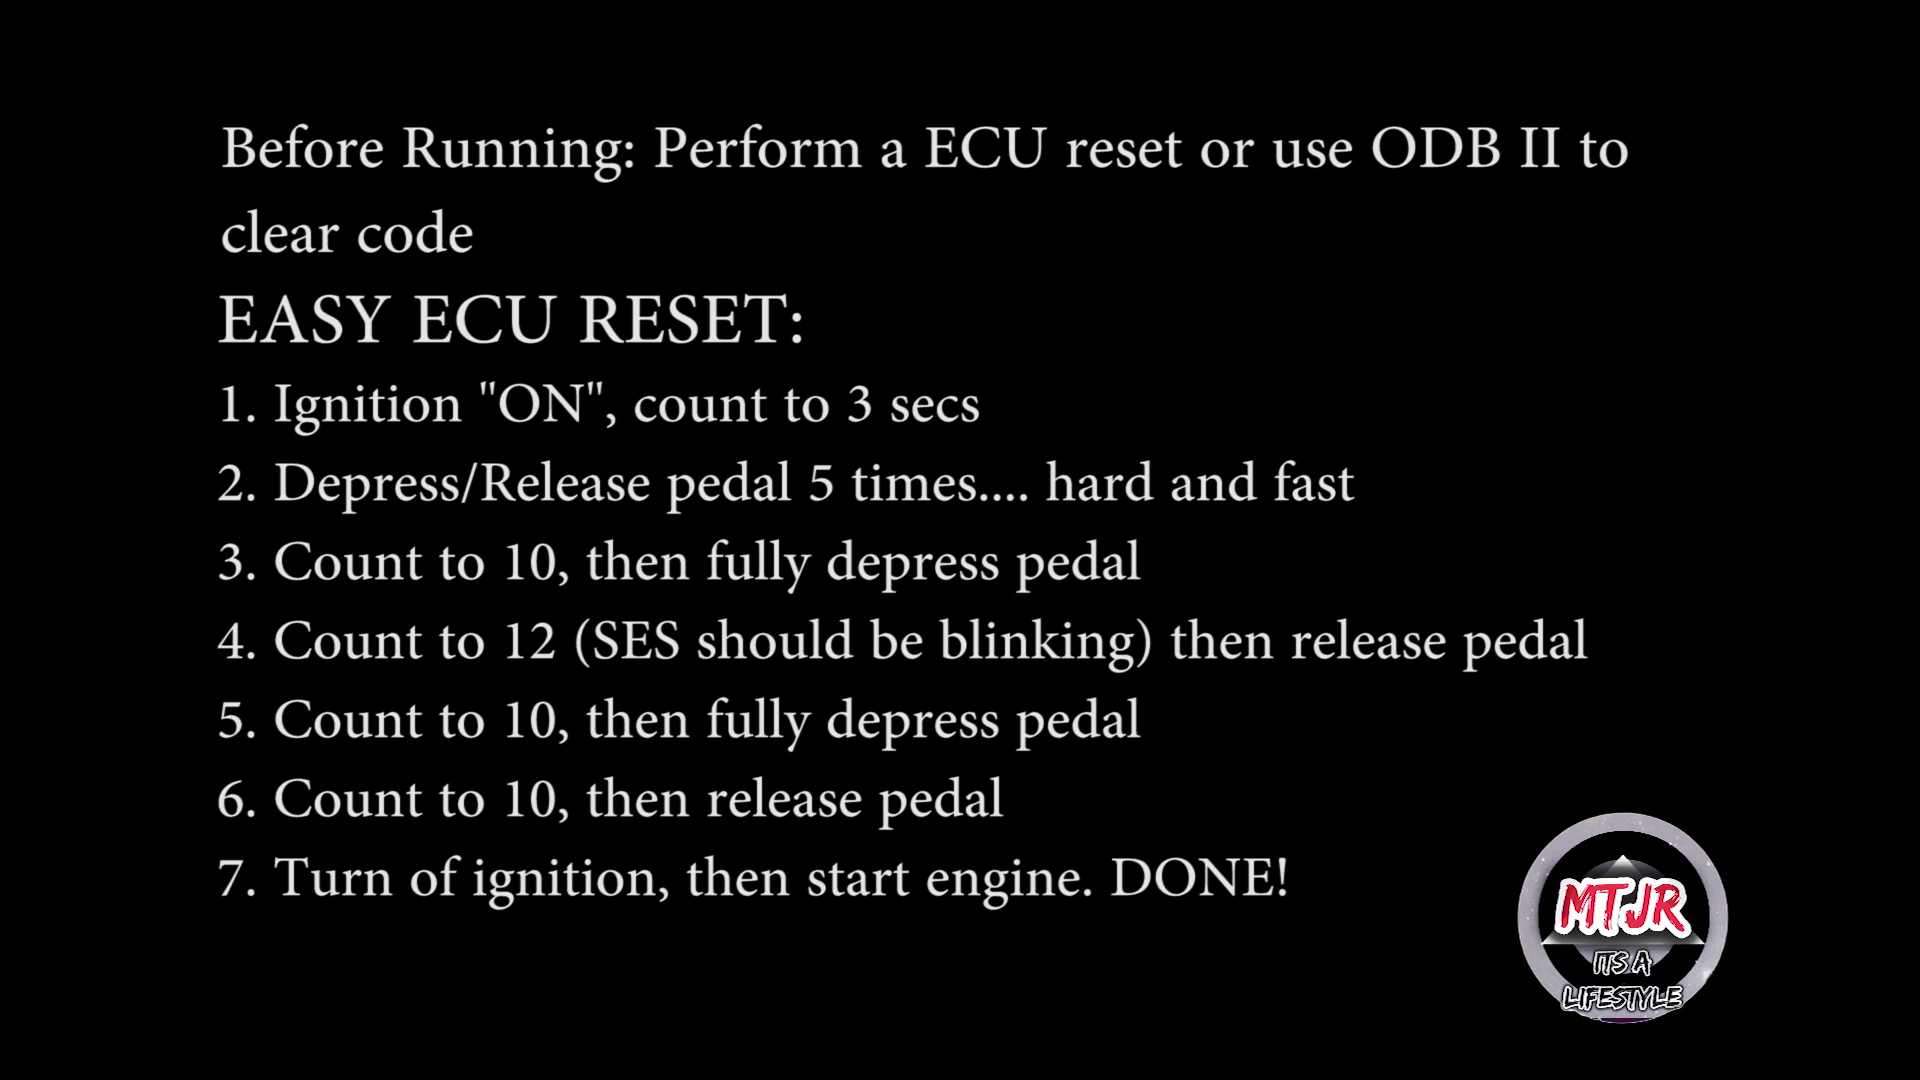 Before Running: Perform a ECU reset or use ODB II to
clear code
EASY ECU RESET:
1. Ignition "ON", count to 3 secs
2. Depress/Release pedal 5 times.... hard and fast
3. Count to 10, then fully depress pedal
4. Count to 12 (SES should be blinking) then release pedal
5. Count to 10, then fully depress pedal
6. Count to 10, then release pedal
7. Turn of ignition, then start engine. DONE!
MTJR
ITS A
LIFESTYLE